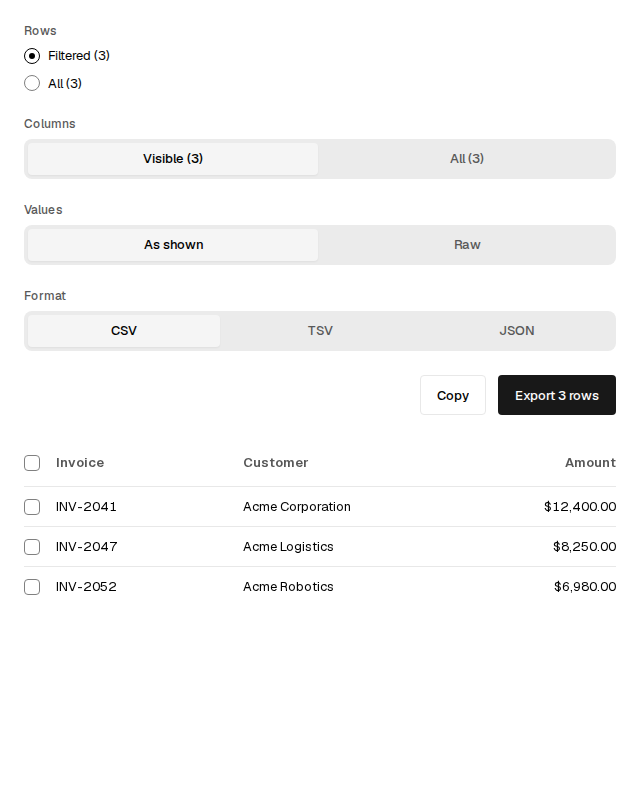 Rows
Filtered (3)
All (3)
Columns
Visible (3) All (3)
Values
As shown Raw
Format
CSV TSV JSON
Copy Export 3 rows
Invoice Customer Amount
INV-2041 Acme Corporation $12,400.00
INV-2047 Acme Logistics $8,250.00
INV-2052 Acme Robotics $6,980.00